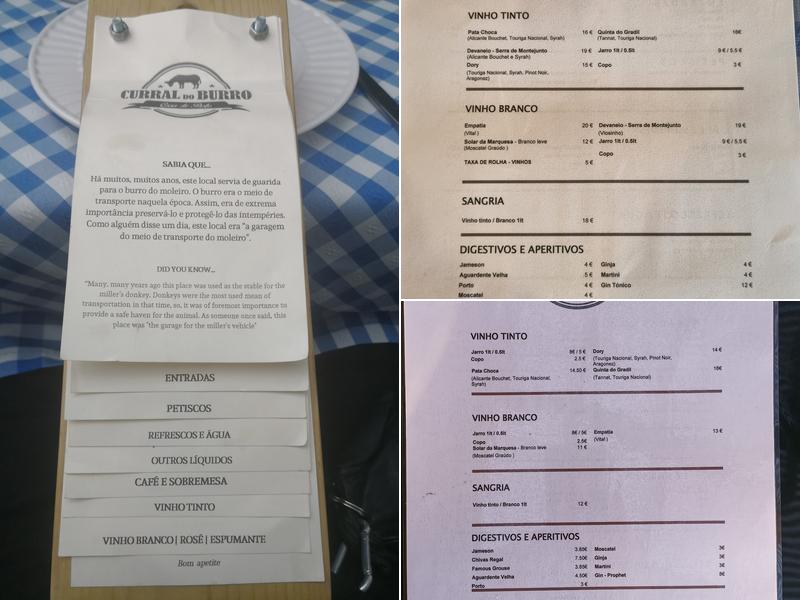 CURRAL DO BURRO
Casa de Pasto
SABIA QUE...
Há muitos, muitos anos, este local servia de guarida
para o burro do moleiro. O burro era o meio de
transporte naquela época. Assim, era de extrema
importância preservá-lo e protegê-lo das intempéries.
Como alguém disse um dia, este local era "a garagem
do meio de transporte do moleiro".
DID YOU KNOW...
"Many, many years ago this place was used as the stable for the
miller's donkey. Donkeys were the most used mean of
transportation in that time, so, it was of foremost importance to
provide a safe haven for the animal. As someone once said, this
place was "the garage for the miller's vehicle"
ENTRADAS
PETISCOS
REFRESCOS E ÁGUA
OUTROS LÍQUIDOS
CAFÉ E SOBREMESA
VINHO TINTO
VINHO BRANCO| ROSÉ | ESPUMANTE
Bom apetite
VINHO TINTO
Pata Choca 16 € Quinta do Gradil 16€
(Alicante Bouchet, Touriga Nacional, Syrah) (Tannat, Touriga Nacional)
Devaneio - Serra de Montejunto 19 € Jarro 1lt / 0.5lt 9 € / 5.5 €
(Alicante Bouchet e Syrah)
Dory 15 € Copo 3 €
(Touriga Nacional, Syrah, Pinot Noir,
Aragonez)
VINHO BRANCO
Empatia 20 € Devaneio - Serra de Montejunto 19 €
(Vital ) (Viosinho)
Solar da Marquesa - Branco leve 12 € Jarro 1lt / 0.5lt 9 € / 5.5 €
(Moscatel Graúdo )
Copo 3 €
TAXA DE ROLHA - VINHOS 5 €
SANGRIA
Vinho tinto / Branco 1lt 18 €
DIGESTIVOS E APERITIVOS
Jameson 4 € Ginja 4 €
Aguardente Velha 5 € Martini 4 €
Porto 4 € Gin Tónico 12 €
Moscatel 4 €
VINHO TINTO
Jarro 1lt / 0.5lt 8€ / 5 € Dory 14 €
Copo 2.5 € (Touriga Nacional, Syrah, Pinot Noir,
Aragonez)
Pata Choca 14.50 € Quinta do Gradil 16€
(Alicante Bouchet, Touriga Nacional, (Tannat, Touriga Nacional)
Syrah)
VINHO BRANCO
Jarro 1lt / 0.5lt 8€ / 5€ Empatia 13 €
Copo 2.5€ (Vital )
Solar da Marquesa - Branco leve 11 €
(Moscatel Graúdo )
SANGRIA
Vinho tinto / Branco 1lt 12 €
DIGESTIVOS E APERITIVOS
Jameson 3.85€ Moscatel 3€
Chivas Regal 7.50€ Ginja 3€
Famous Grouse 3.85€ Martini 3€
Aguardente Velha 4.50€ Gin - Prophet 8€
Porto 3 €